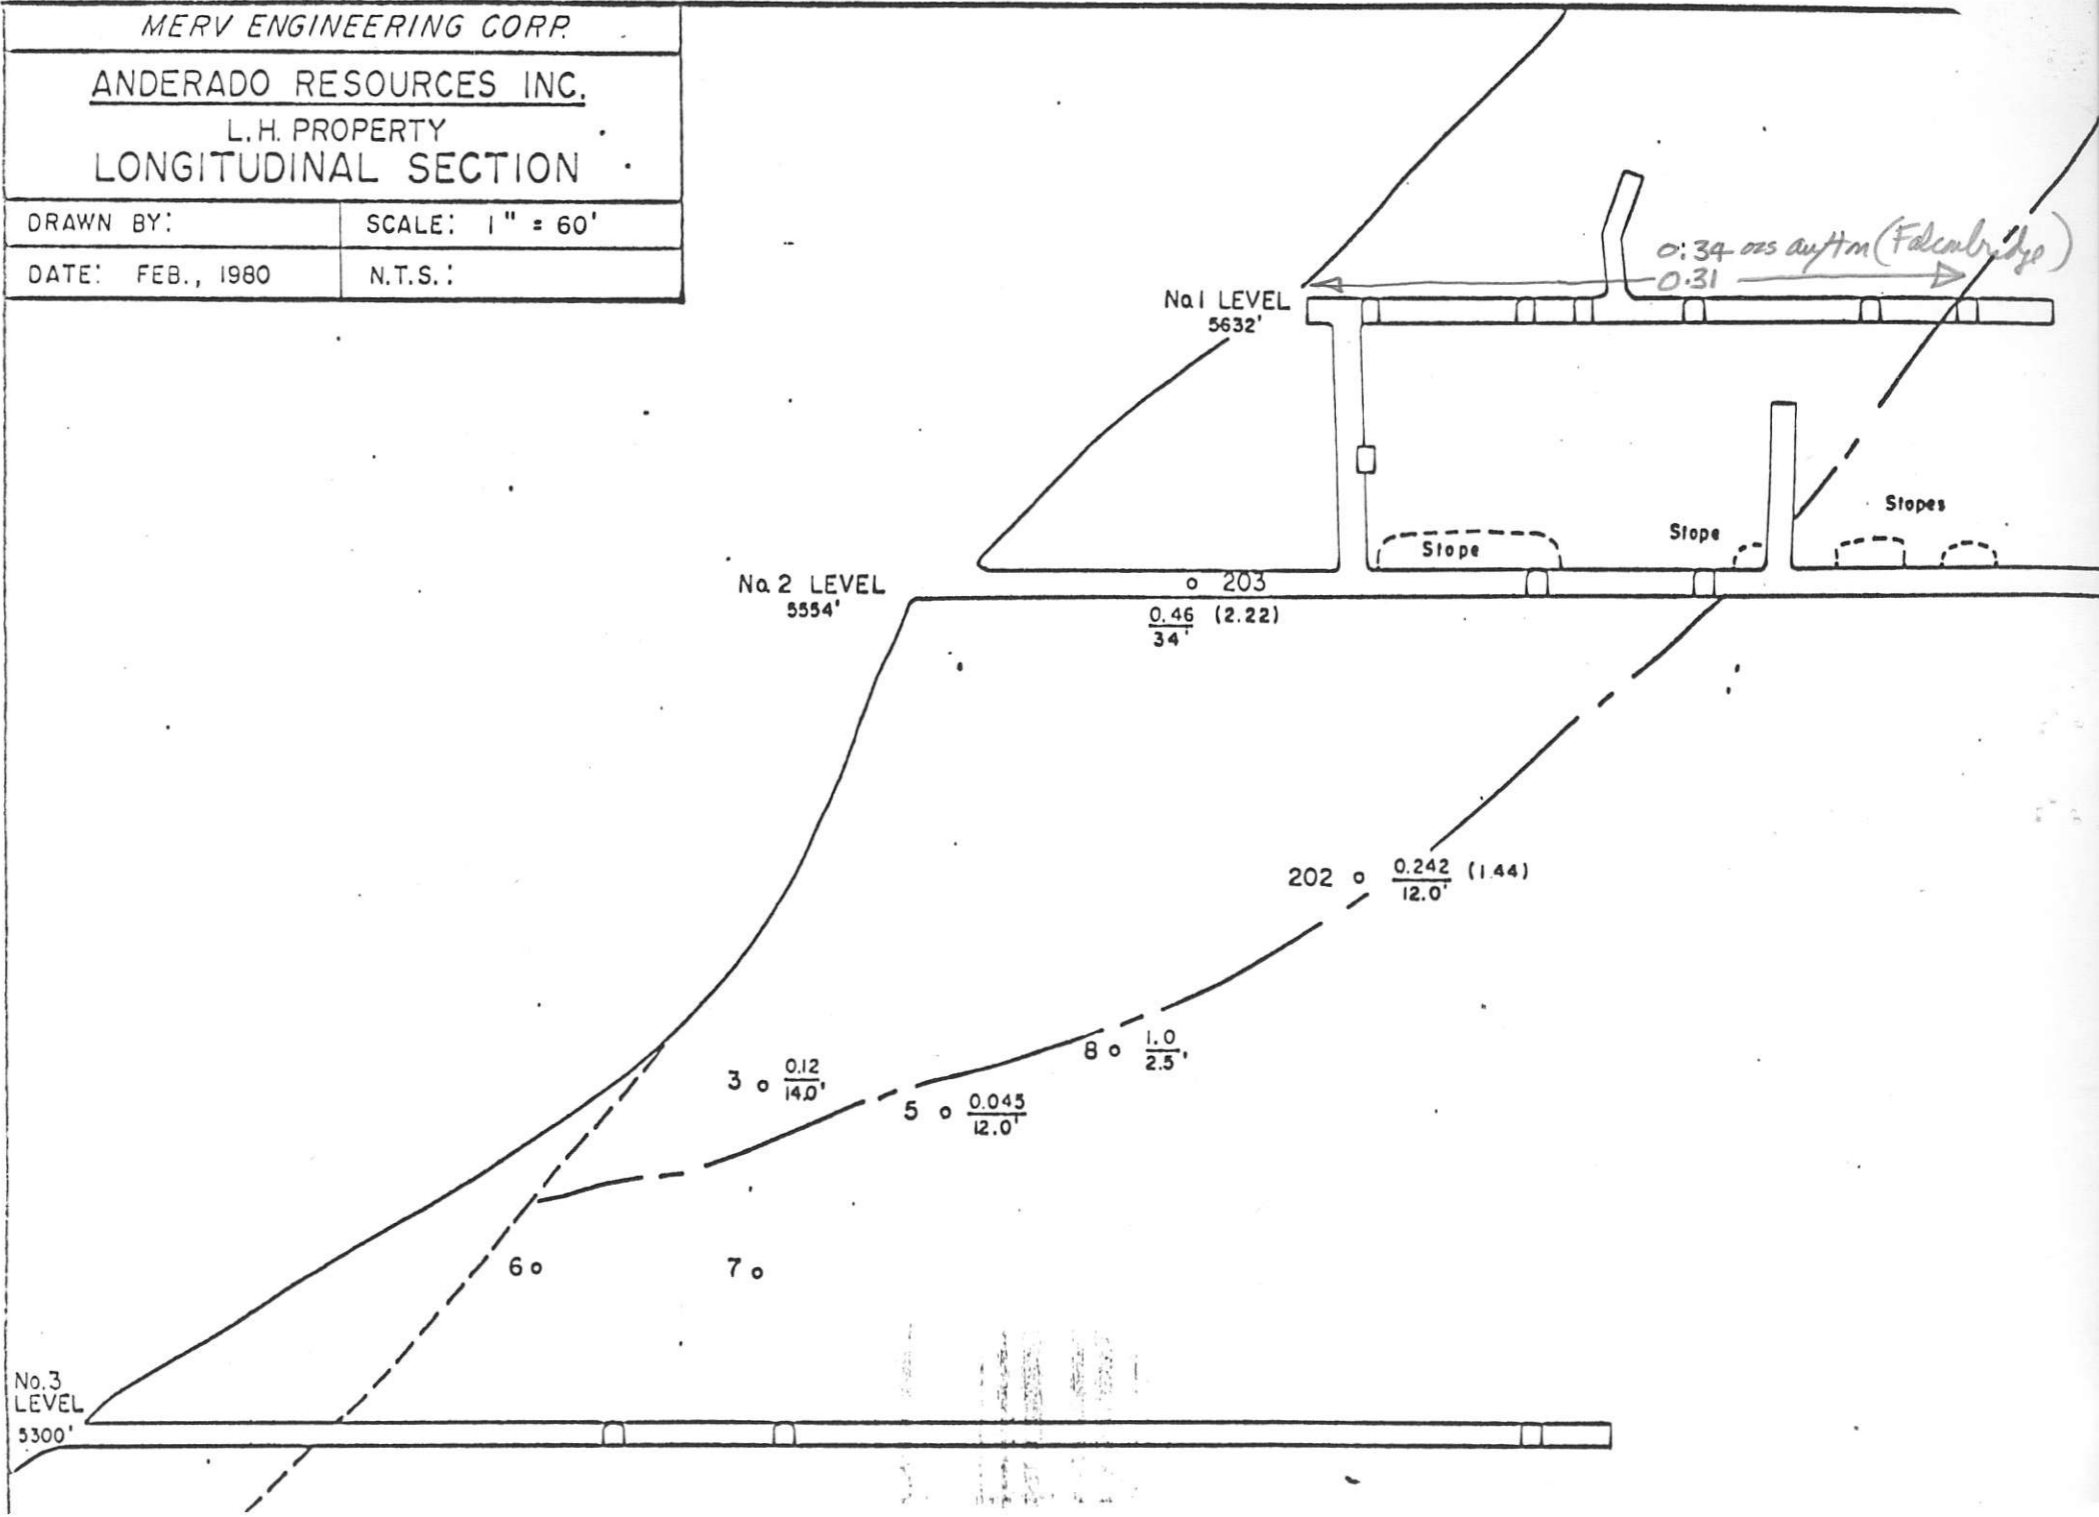 MERV ENGINEERING CORP.
ANDERADO RESOURCES INC.
L.H. PROPERTY
LONGITUDINAL SECTION
DRAWN BY:
SCALE: 1" = 60'
DATE: FEB., 1980
N.T.S.:
0.34 ozs au/tm (Falconbridge)
0.31
No.1 LEVEL
5632'
Stopes
Stope
Stope
No.2 LEVEL
5554'
203
0.46 (2.22)
34'
202
0.242 (1.44)
12.0'
8
1.0
2.5'
3
0.12
14.0'
5
0.045
12.0'
6
7
No.3
LEVEL
5300'